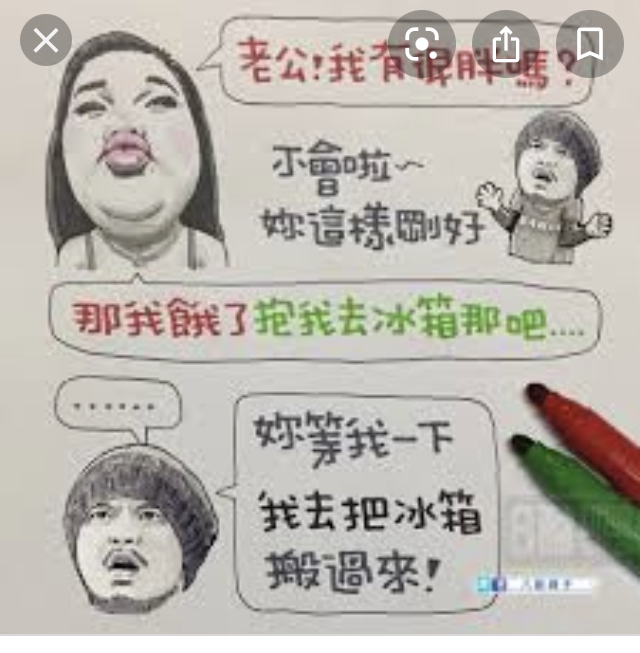 老公!我有很胖嗎?
不會啦~
妳這樣剛好
那我餓了抱我去冰箱那吧....
......
妳等我一下
我去把冰箱
搬過來!